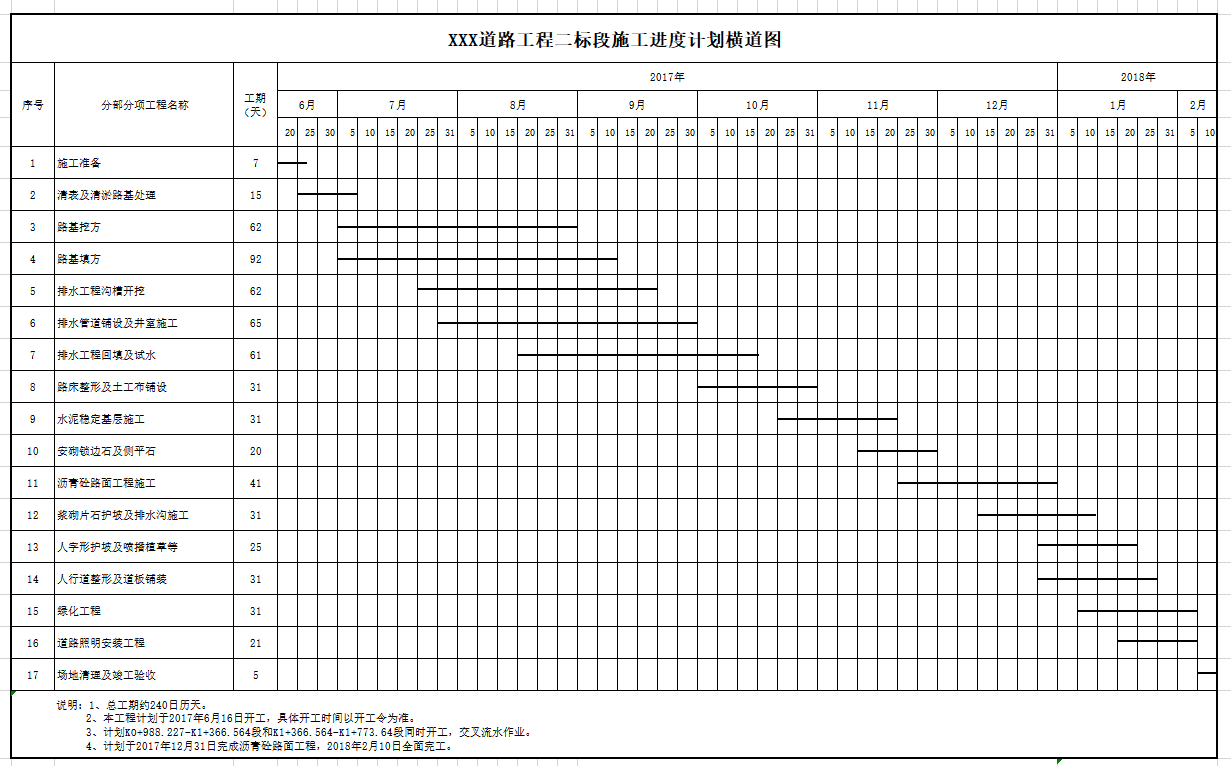 XXX道路工程二标段施工进度计划横道图
序号 分部分项工程名称 工期（天） 2017年 2018年
6月 7月 8月 9月 10月 11月 12月 1月 2月
20 25 30 5 10 15 20 25 31 5 10 15 20 25 31 5 10 15 20 25 30 5 10 15 20 25 31 5 10 15 20 25 30 5 10 15 20 25 31 5 10 15 20 25 31 5 10
1 施工准备 7
2 清表及清淤路基处理 15
3 路基挖方 62
4 路基填方 92
5 排水工程沟槽开挖 62
6 排水管道铺设及井室施工 65
7 排水工程回填及试水 61
8 路床整形及土工布铺设 31
9 水泥稳定基层施工 31
10 安砌锁边石及侧平石 20
11 沥青砼路面工程施工 41
12 浆砌片石护坡及排水沟施工 31
13 人字形护坡及喷播植草等 25
14 人行道整形及道板铺装 31
15 绿化工程 31
16 道路照明安装工程 21
17 场地清理及竣工验收 5
说明：1、总工期约240日历天。
2、本工程计划于2017年6月16日开工，具体开工时间以开工令为准。
3、计划K0+988.227-K1+366.564段和K1+366.564-K1+773.64段同时开工，交叉流水作业。
4、计划于2017年12月31日完成沥青砼路面工程，2018年2月10日全面完工。